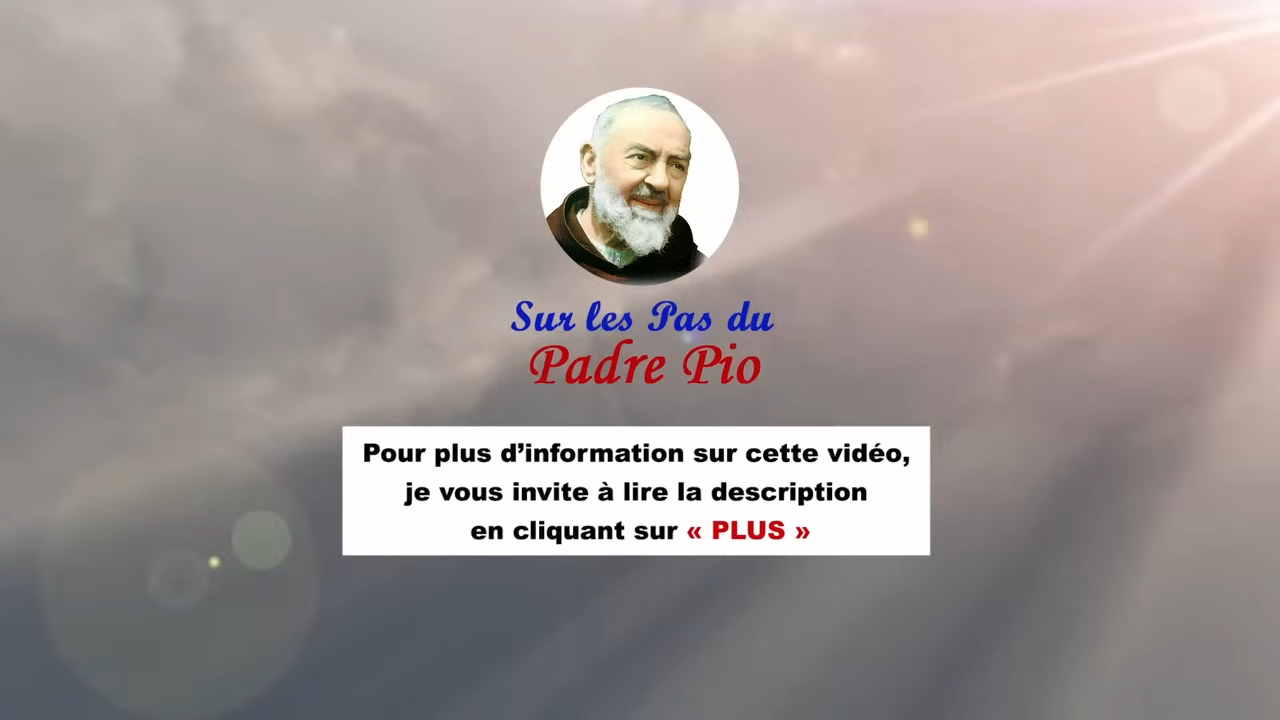 Sur les Pas du
Padre Pio
Pour plus d’information sur cette vidéo,
je vous invite à lire la description
en cliquant sur « PLUS »